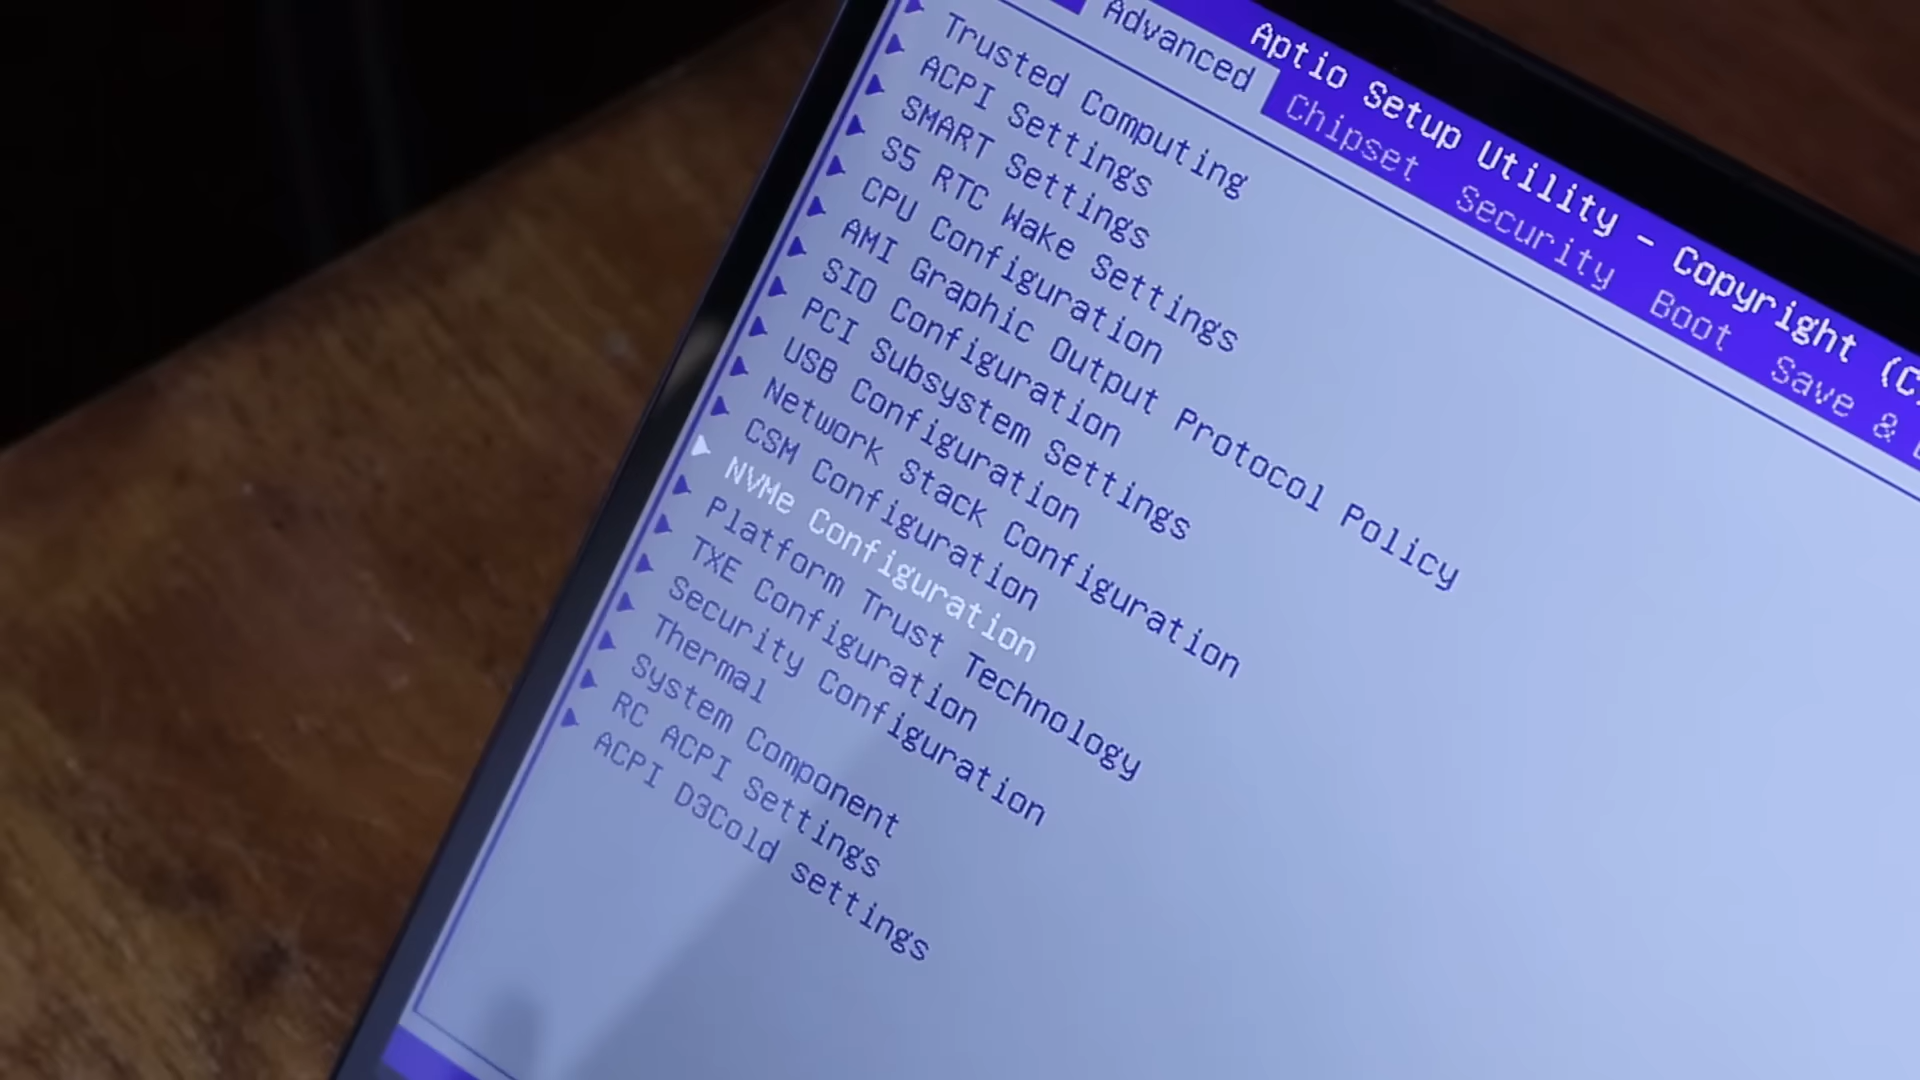 Aptio Setup Utility - Copyright (C
Advanced Chipset Security Boot Save &
Trusted Computing
ACPI Settings
SMART Settings
S5 RTC Wake Settings
CPU Configuration
AMI Graphic Output Protocol Policy
SIO Configuration
PCI Subsystem Settings
USB Configuration
Network Stack Configuration
CSM Configuration
NVMe Configuration
Platform Trust Technology
TXE Configuration
Security Configuration
Thermal
System Component
RC ACPI Settings
ACPI D3Cold settings